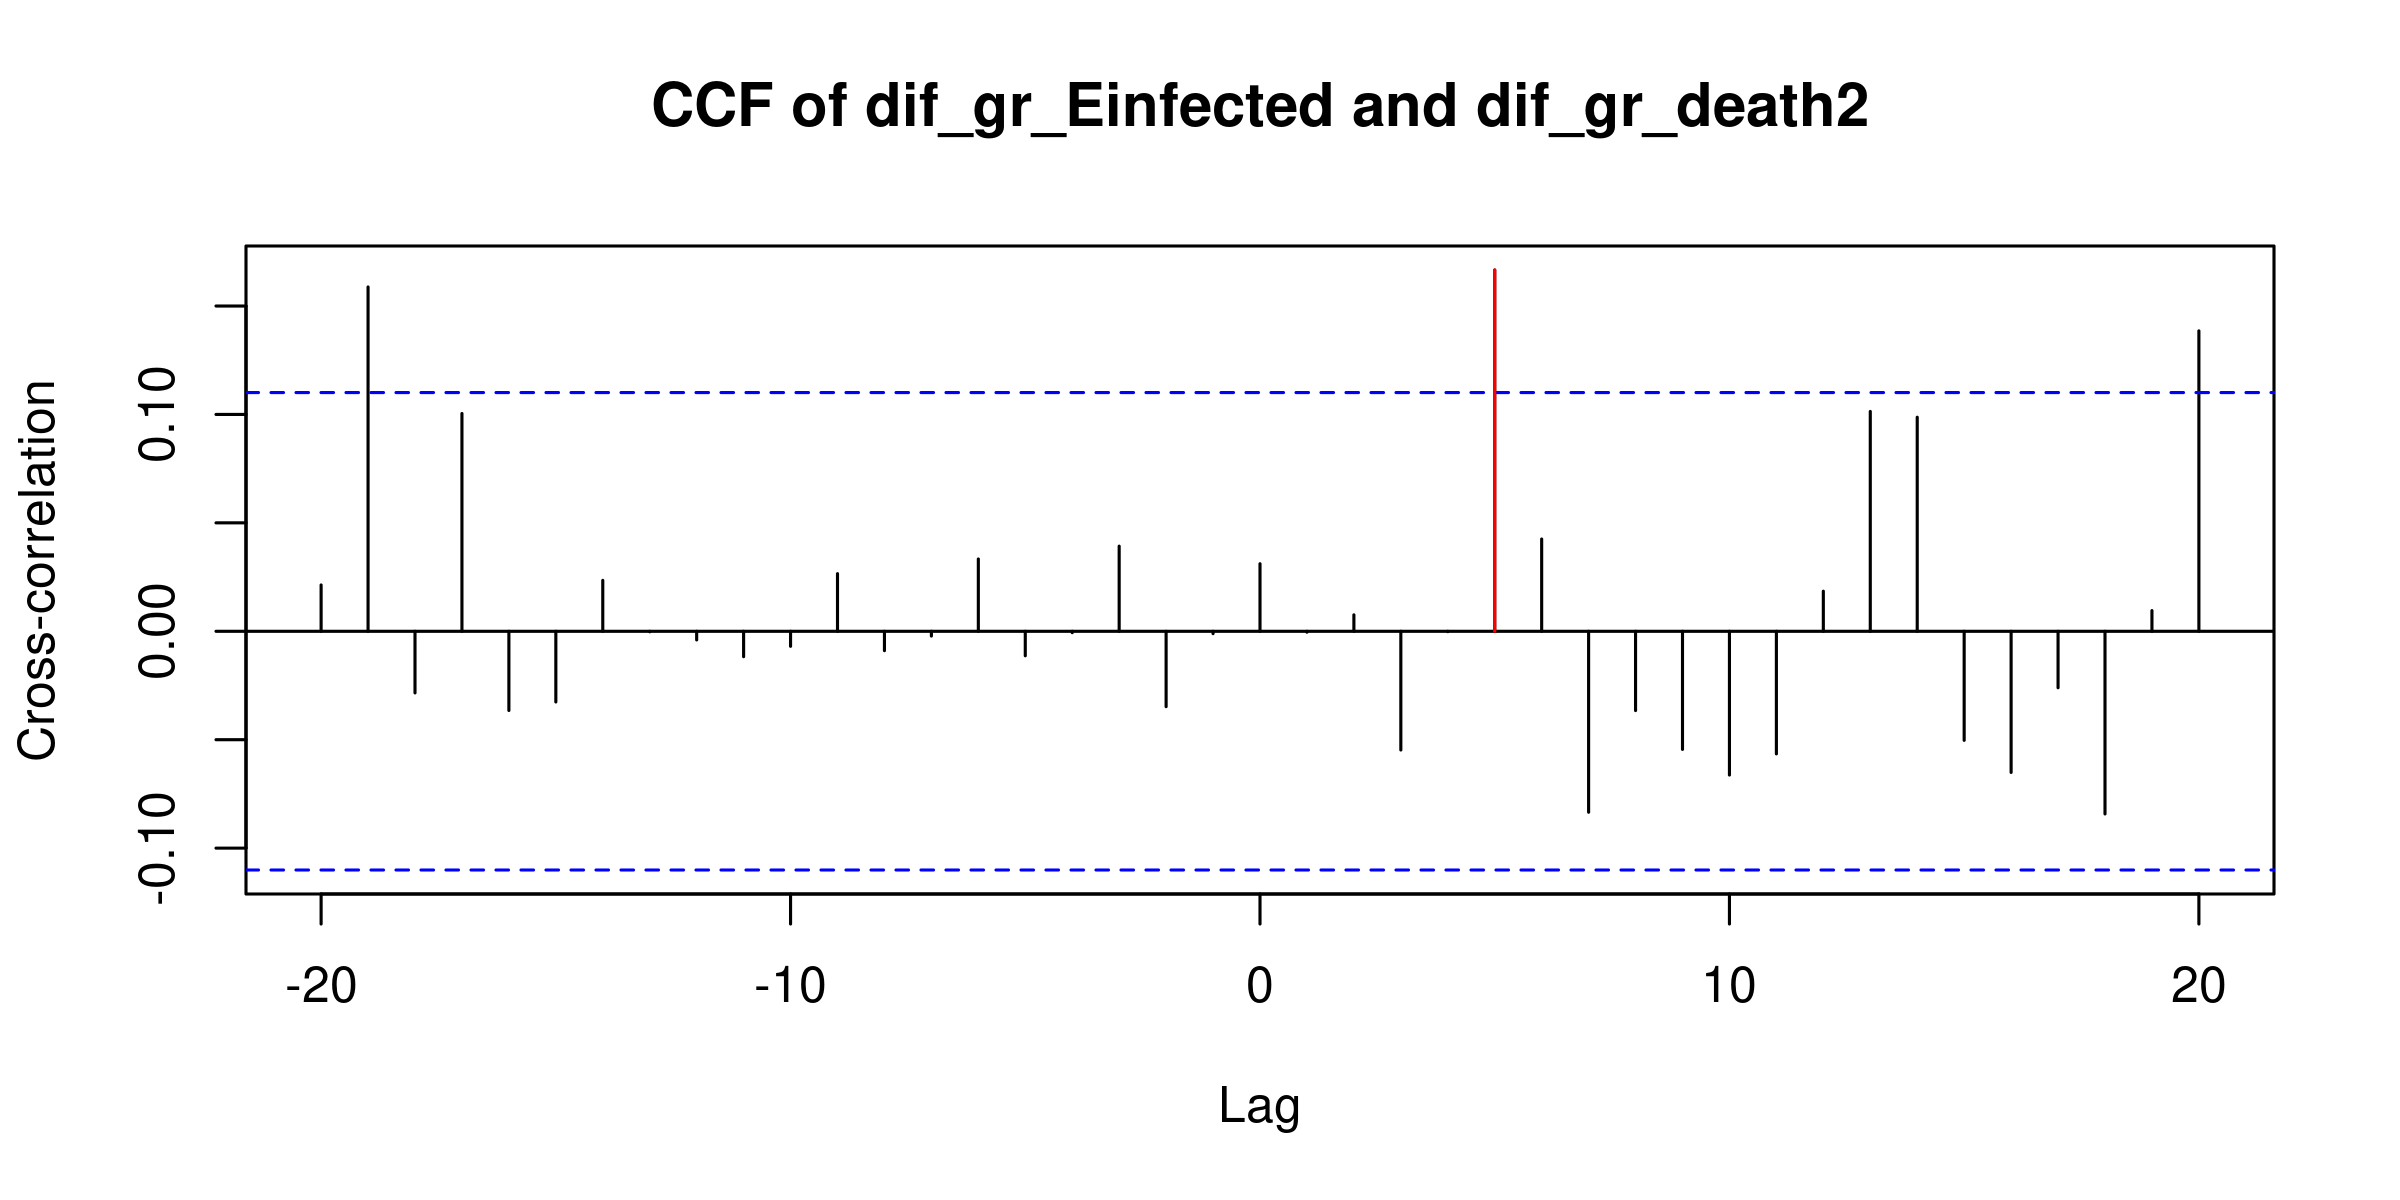 CCF of dif_gr_Einfected and dif_gr_death2
Cross-correlation
0.10
0.00
-0.10
-20
-10
0
10
20
Lag